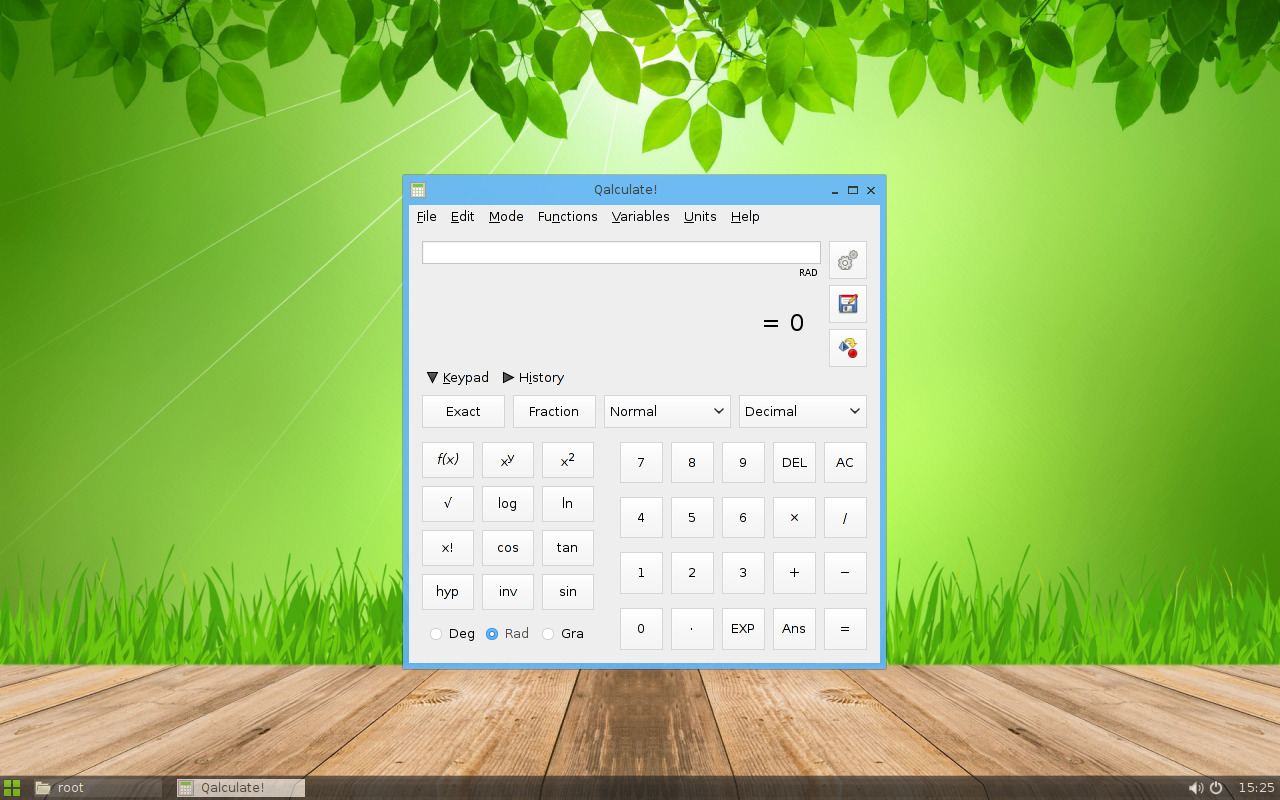 Qalculate!
File Edit Mode Functions Variables Units Help
RAD
= 0
Keypad History
Exact Fraction Normal Decimal
f(x) xʸ x² 7 8 9 DEL AC
√ log ln 4 5 6 × /
x! cos tan 1 2 3 + −
hyp inv sin 0 · EXP Ans =
Deg Rad Gra
root Qalculate! 15:25